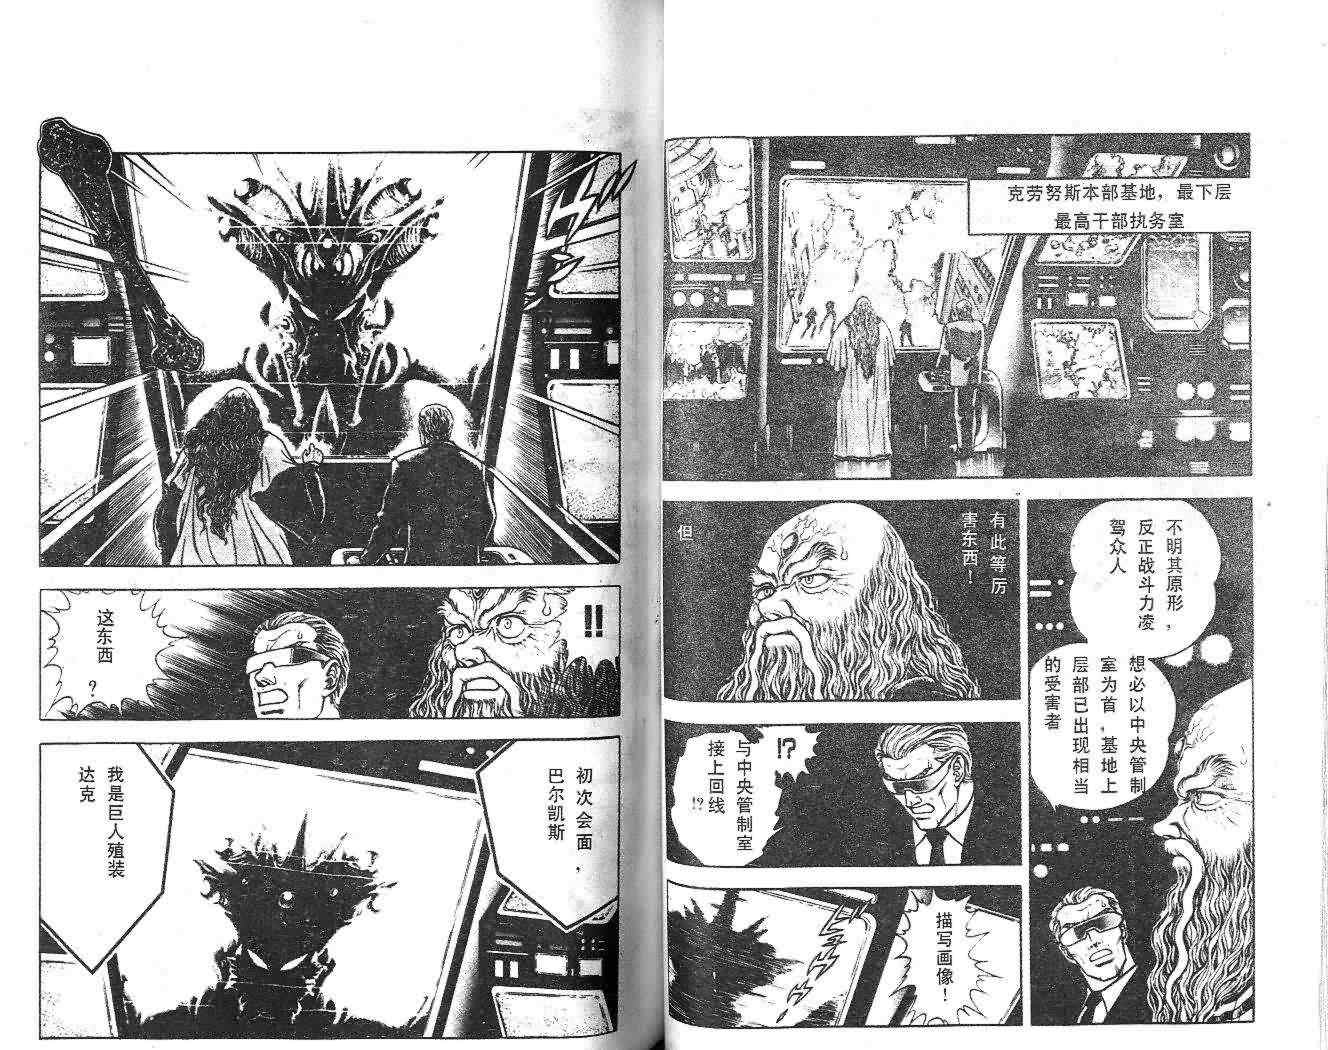 克劳努斯本部基地，最下层
最高干部执务室
不明其原形，
反正战斗力凌
驾众人
想必以中央管制
室为首，基地上
层部已出现相当
的受害者
有此等厉
害东西！
但
!?
与中央管制室
接上回线
!?
描写画像！
!!
这东西
？
初次会面，
巴尔凯斯
我是巨人殖装
达克